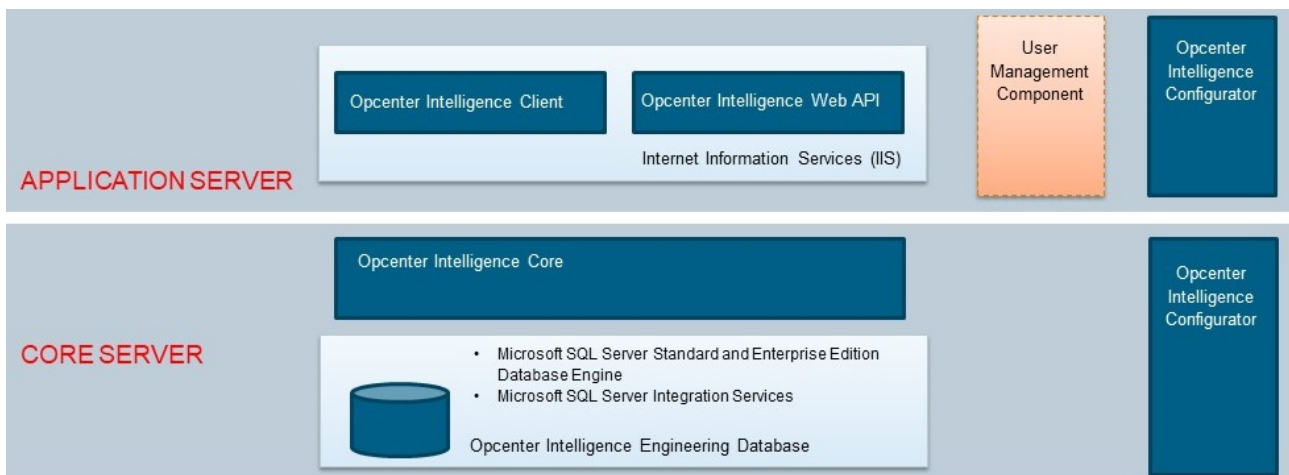 User
Management
Component
Opcenter
Intelligence
Configurator
Opcenter Intelligence Client
Opcenter Intelligence Web API
Internet Information Services (IIS)
APPLICATION SERVER
Opcenter Intelligence Core
Opcenter
Intelligence
Configurator
CORE SERVER
• Microsoft SQL Server Standard and Enterprise Edition
Database Engine
• Microsoft SQL Server Integration Services
Opcenter Intelligence Engineering Database